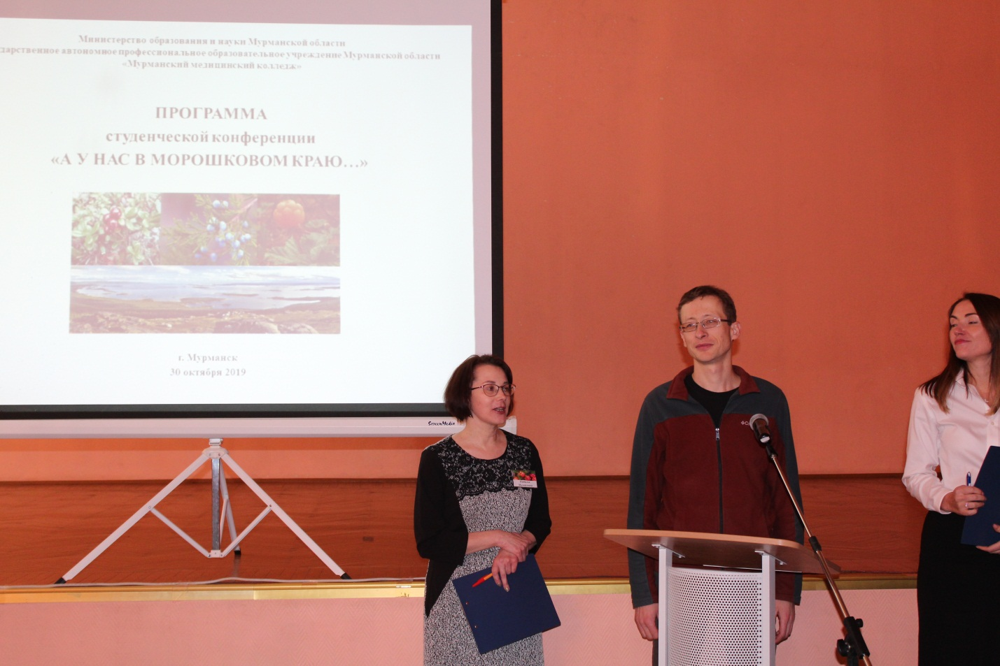 Министерство образования и науки Мурманской области
дарственное автономное профессиональное образовательное учреждение Мурманской области
«Мурманский медицинский колледж»
ПРОГРАММА
студенческой конференции
«А У НАС В МОРОШКОВОМ КРАЮ…»
г. Мурманск
30 октября 2019
ScreenMedia